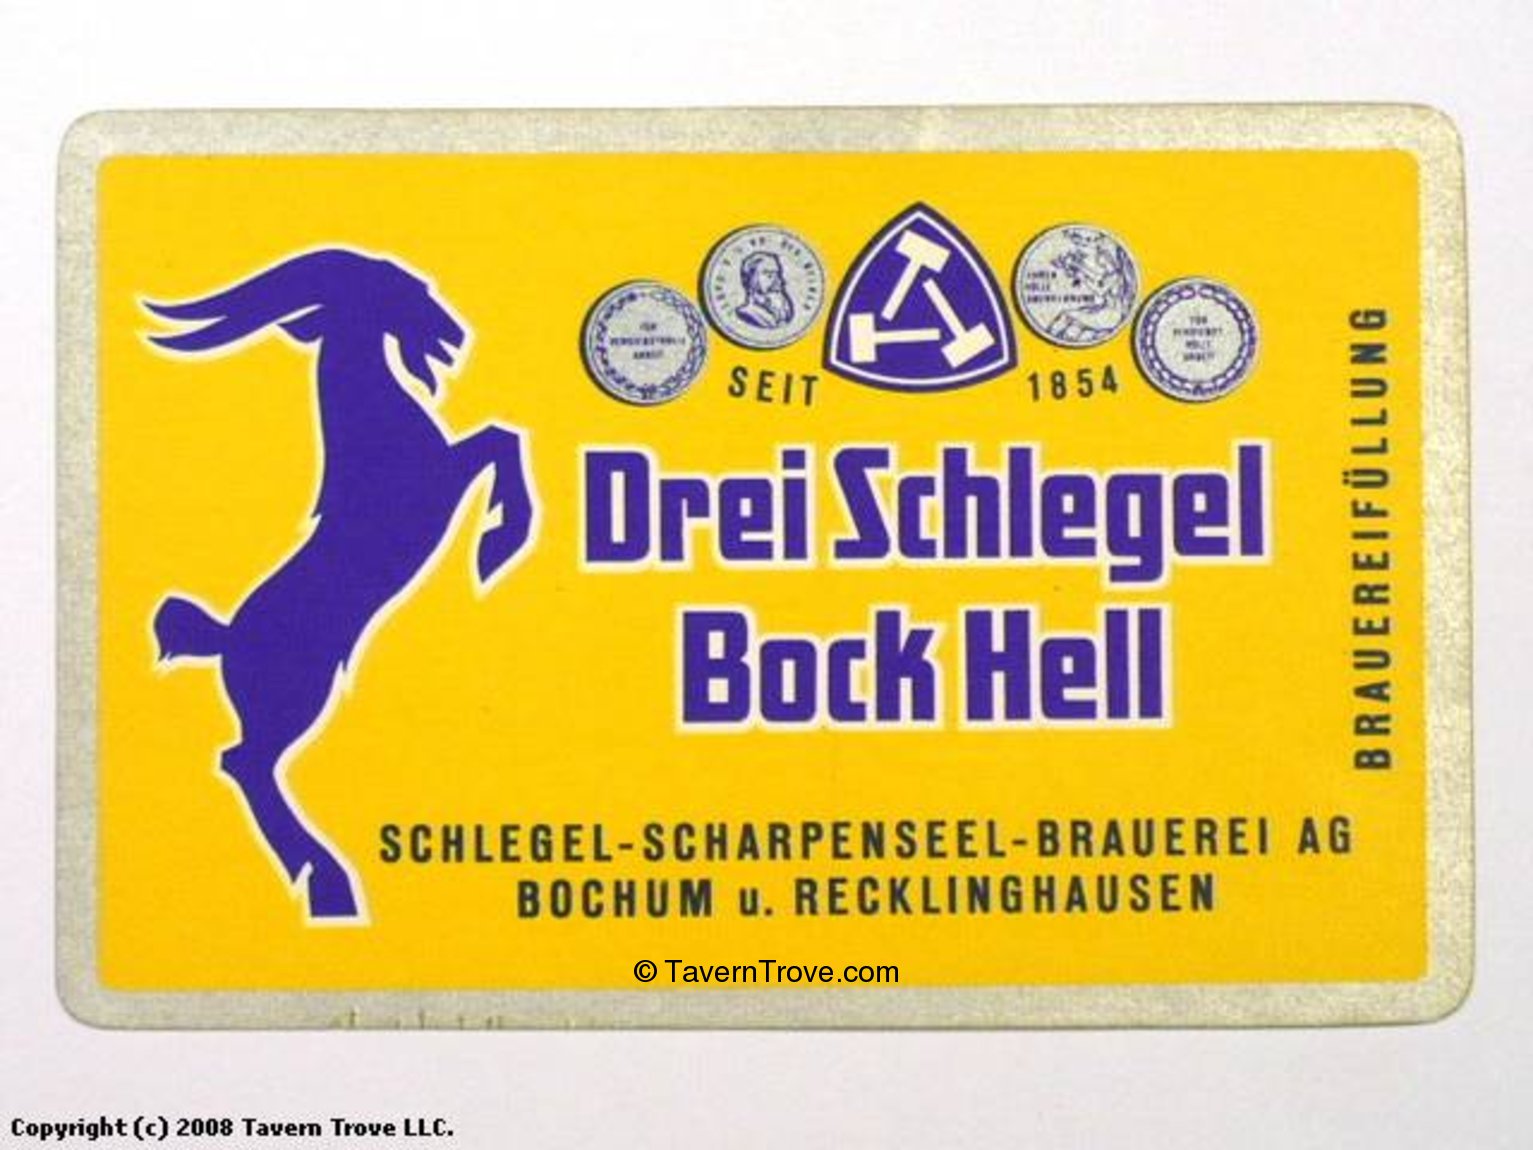 SEIT 1854
Drei Schlegel
Bock Hell
SCHLEGEL-SCHARPENSEEL-BRAUEREI AG
BOCHUM u. RECKLINGHAUSEN
BRAUEREIFÜLLUNG
© TavernTrove.com
Copyright (c) 2008 Tavern Trove LLC.